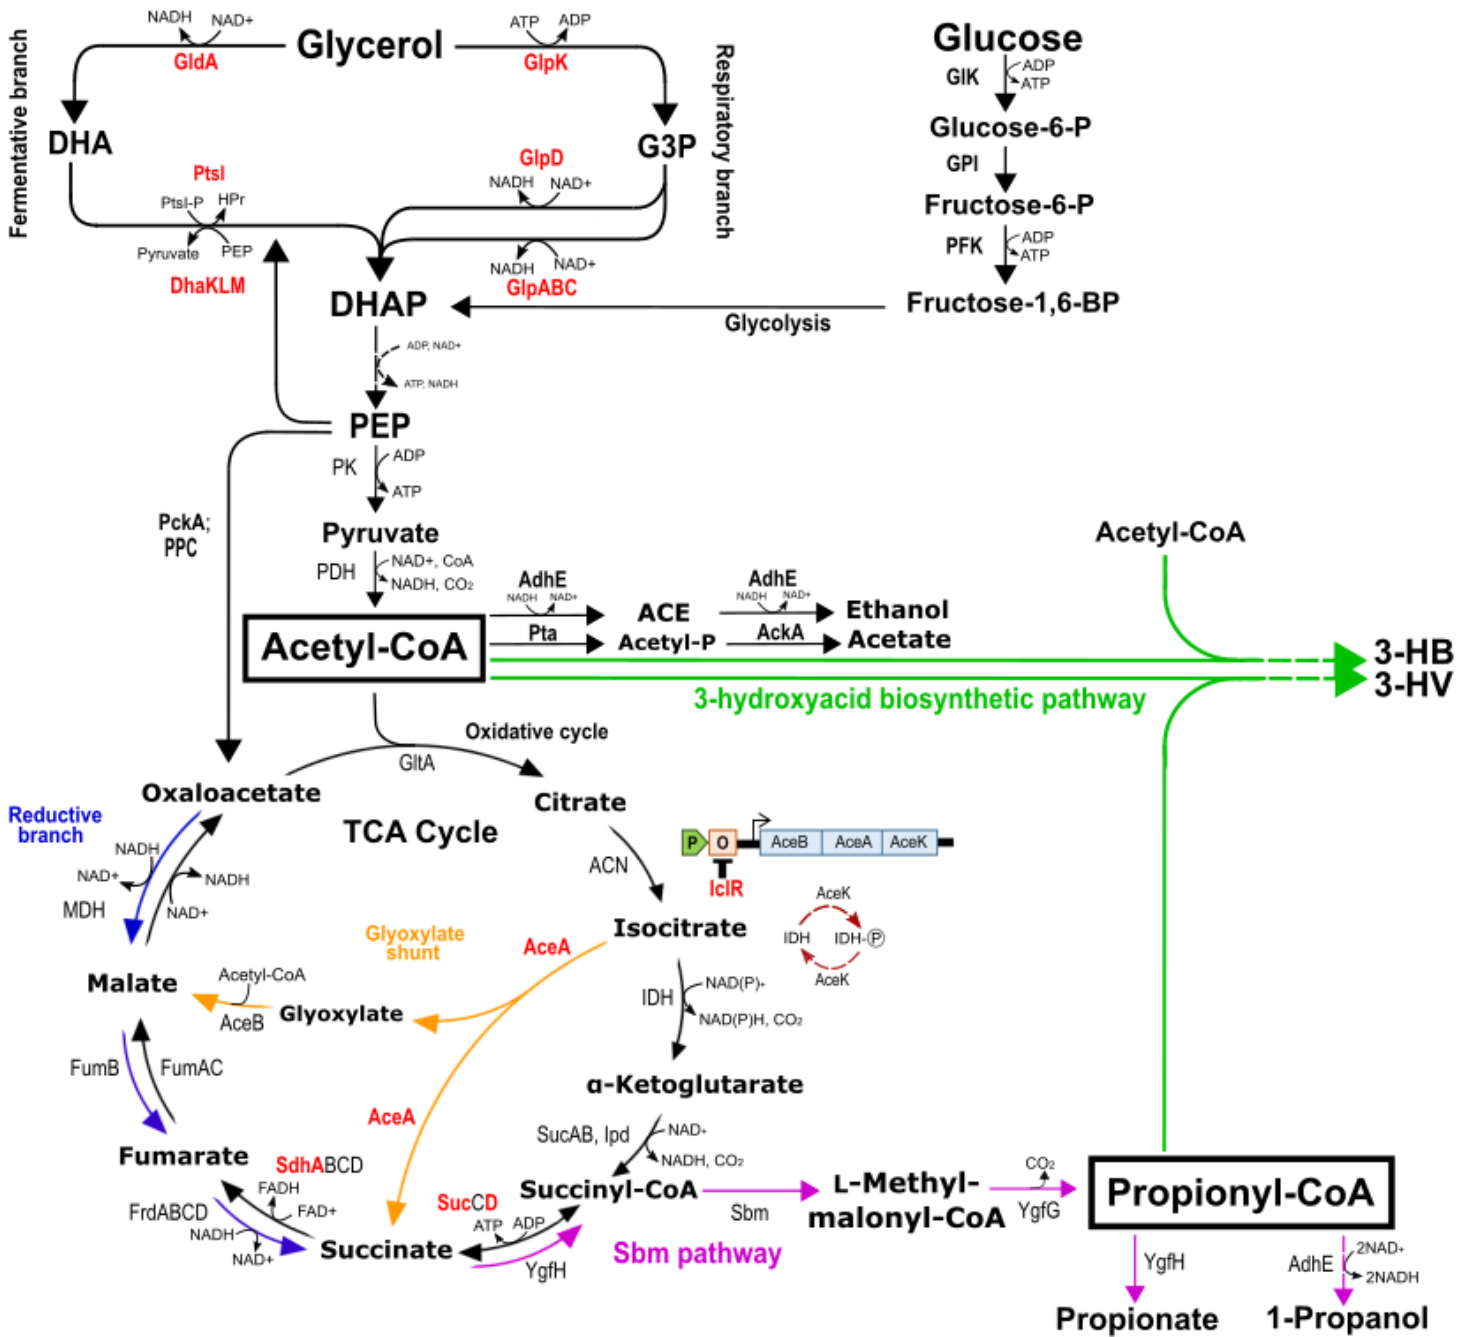 NADH NAD+
Glycerol
ATP ADP
GldA
GlpK
Fermentative branch
Respiratory branch
Glucose
GlK
ADP
ATP
Glucose-6-P
GPI
Fructose-6-P
PFK
ADP
ATP
Fructose-1,6-BP
DHA
G3P
PtsI
PtsI-P HPr
Pyruvate PEP
DhaKLM
GlpD
NADH NAD+
NADH NAD+
GlpABC
DHAP
Glycolysis
ADP, NAD+
ATP, NADH
PEP
PK
ADP
ATP
PckA;
PPC
Pyruvate
PDH
NAD+, CoA
NADH, CO2
Acetyl-CoA
AdhE
NADH NAD+
ACE
AdhE
NADH NAD+
Ethanol
Pta
Acetyl-P
AckA
Acetate
Acetyl-CoA
3-HB
3-HV
3-hydroxyacid biosynthetic pathway
Oxidative cycle
GltA
Oxaloacetate
Citrate
Reductive
branch
TCA Cycle
NADH
NAD+
MDH
NADH
NAD+
ACN
P O AceB AceA AceK
IclR
Isocitrate
AceK
IDH IDH-P
AceK
Glyoxylate
shunt
AceA
Malate
Acetyl-CoA
AceB
Glyoxylate
IDH
NAD(P)+
NAD(P)H, CO2
FumB
FumAC
α-Ketoglutarate
AceA
SucAB, lpd
NAD+
NADH, CO2
Fumarate
SdhABCD
FADH
FAD+
FrdABCD
NADH
NAD+
Succinate
SucCD
ATP ADP
YgfH
Succinyl-CoA
Sbm
Sbm pathway
L-Methyl-
malonyl-CoA
CO2
YgfG
Propionyl-CoA
YgfH
AdhE
2NAD+
2NADH
Propionate
1-Propanol